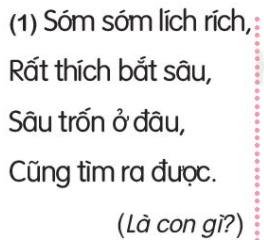 (1) Sóm sóm lích rích,
Rất thích bắt sâu,
Sâu trốn ở đâu,
Cũng tìm ra được.
(Là con gì?)